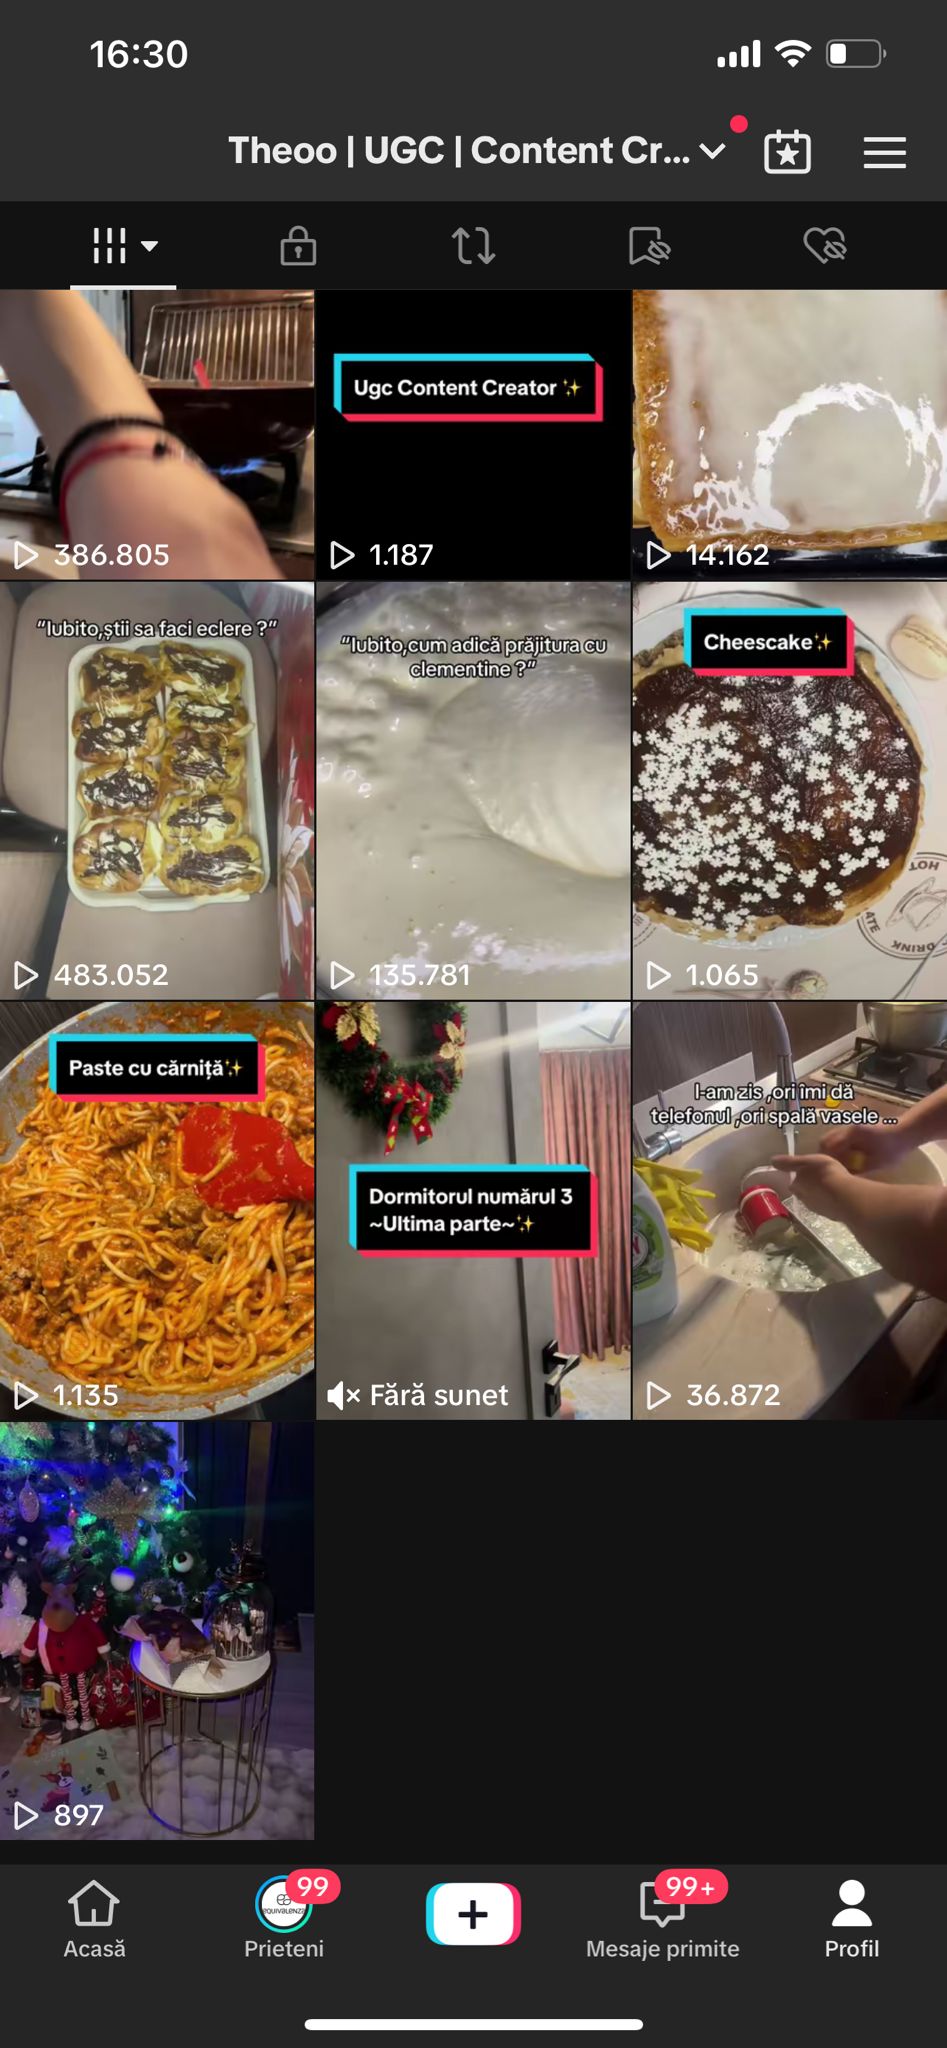 16:30
Theoo | UGC | Content Cr...
386.805
Ugc Content Creator ✨
1.187
14.162
“Iubito,știi sa faci eclere ?”
483.052
“Iubito,cum adică prăjitura cu
clementine ?”
135.781
Cheescake✨
HOT
DRINK
1.065
Paste cu cărniță✨
1.135
Dormitorul numărul 3
~Ultima parte~✨
Fără sunet
I-am zis ,ori îmi dă
telefonul ,ori spală vasele ...
36.872
897
Acasă
equivalenza
99
Prieteni
99+
Mesaje primite
Profil